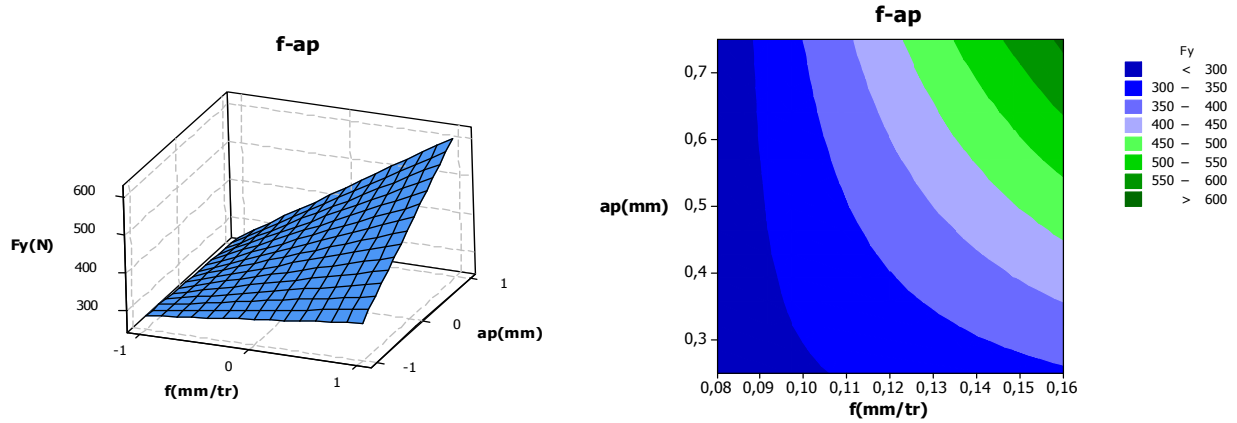 f-ap
600
500
400
300
Fy(N)
-1
0
1
f(mm/tr)
-1
0
1
ap(mm)
f-ap
0,7
0,6
0,5
0,4
0,3
ap(mm)
0,08 0,09 0,10 0,11 0,12 0,13 0,14 0,15 0,16
f(mm/tr)
Fy
< 300
300 – 350
350 – 400
400 – 450
450 – 500
500 – 550
550 – 600
> 600